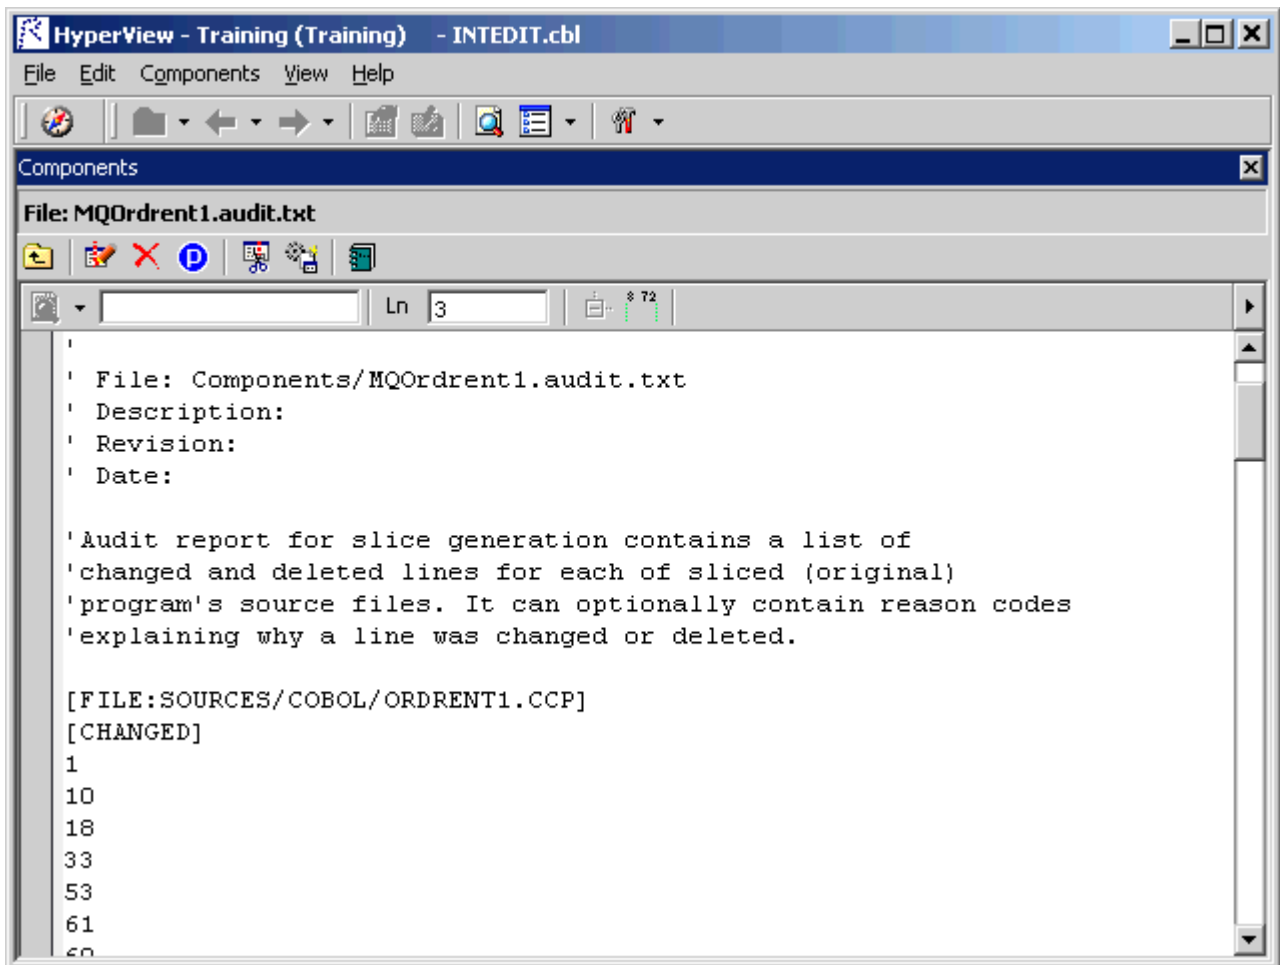 HyperView - Training (Training) - INTEDIT.cbl
File Edit Components View Help
Components
File: MQOrdrent1.audit.txt
Ln 3 8 72
'
' File: Components/MQOrdrent1.audit.txt
' Description:
' Revision:
' Date:
'Audit report for slice generation contains a list of
'changed and deleted lines for each of sliced (original)
'program's source files. It can optionally contain reason codes
'explaining why a line was changed or deleted.
[FILE:SOURCES/COBOL/ORDRENT1.CCP]
[CHANGED]
1
10
18
33
53
61